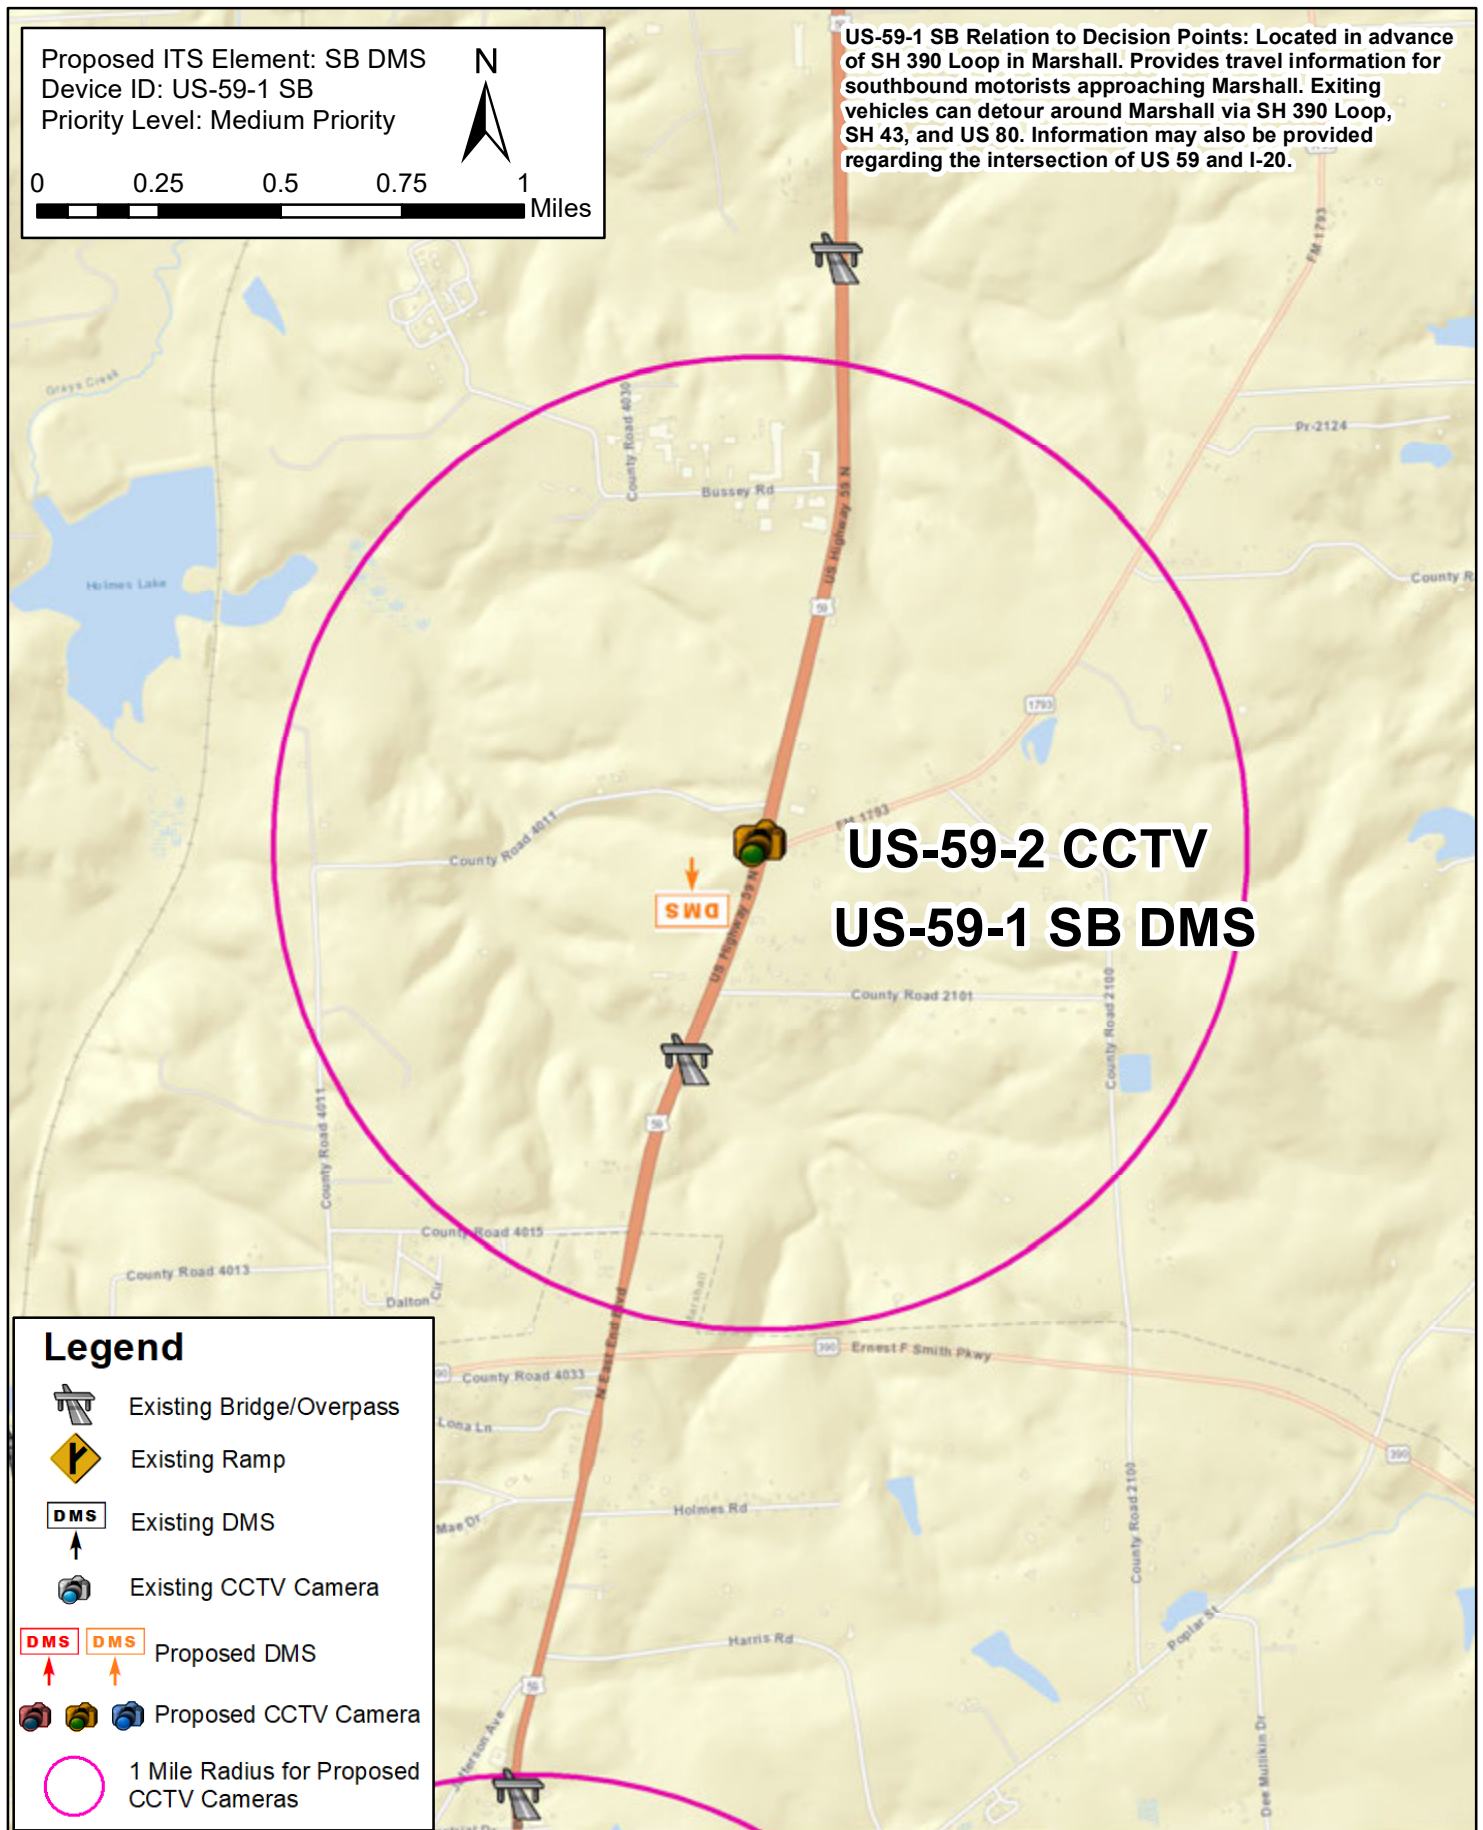 Proposed ITS Element: SB DMS
Device ID: US-59-1 SB
Priority Level: Medium Priority
N
0 0.25 0.5 0.75 1
Miles
US-59-1 SB Relation to Decision Points: Located in advance
of SH 390 Loop in Marshall. Provides travel information for
southbound motorists approaching Marshall. Exiting
vehicles can detour around Marshall via SH 390 Loop,
SH 43, and US 80. Information may also be provided
regarding the intersection of US 59 and I-20.
FM 1793
Grays Creek
County Road 4030
Pr-2124
Bussey Rd
US Highway 59 N
Holmes Lake
County R
59
1793
FM 1793
County Road 4011
US-59-2 CCTV
DMS
US-59-1 SB DMS
US Highway 59 N
County Road 2101
County Road 2100
County Road 4011
59
County Road 4015
County Road 4013
Dalton Cir
Marshall
N East End Blvd
390
Ernest F Smith Pkwy
90
County Road 4033
Lona Ln
390
Holmes Rd
Mae Dr
County Road 2100
Harris Rd
Poplar St
59
Jefferson Ave
Dee Mullikin Dr
Legend
Existing Bridge/Overpass
Existing Ramp
DMS
Existing DMS
Existing CCTV Camera
DMS DMS
Proposed DMS
Proposed CCTV Camera
1 Mile Radius for Proposed
CCTV Cameras